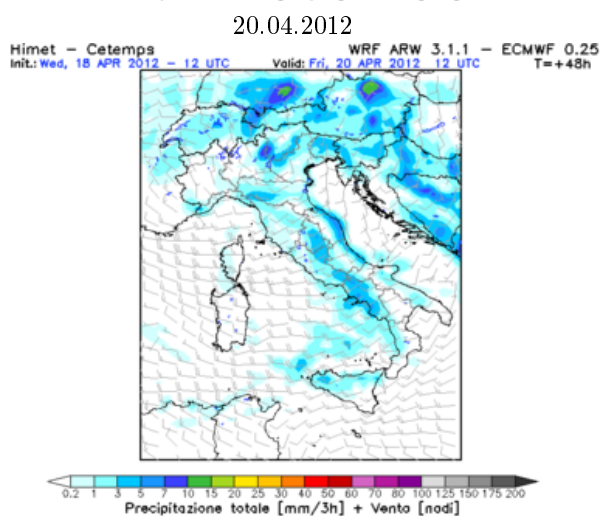 20.04.2012
Himet - Cetemps WRF ARW 3.1.1 - ECMWF 0.25
Init.: Wed, 18 APR 2012 - 12 UTC Valid: Fri, 20 APR 2012 12 UTC T=+48h
0.2 1 3 5 7 10 15 20 25 30 40 50 60 70 80 90 100 125 150 175 200
Precipitazione totale [mm/3h] + Vento [nodi]